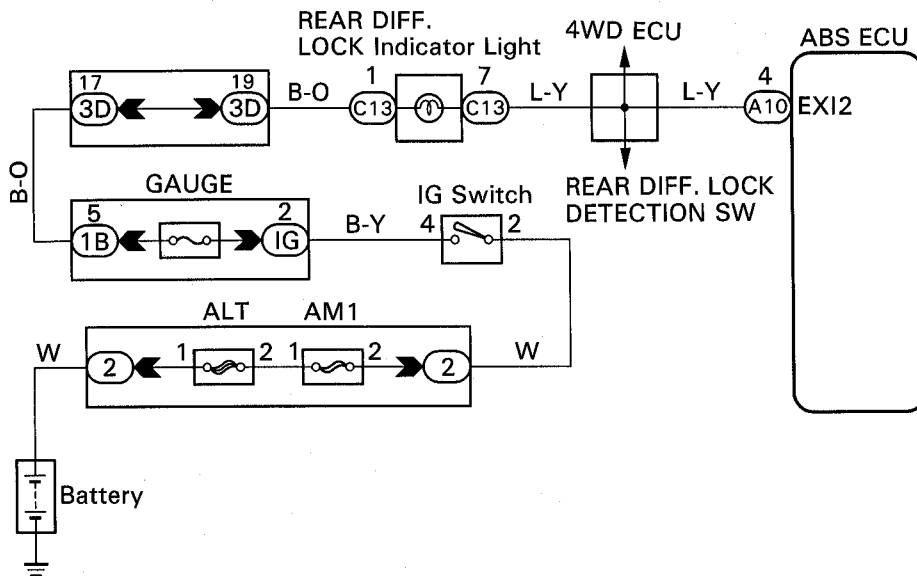 REAR DIFF.
LOCK Indicator Light
4WD ECU
ABS ECU
17 19
3D 3D
B-O
1 7
C13 C13
L-Y
L-Y
4
A10 EXI2
B-O
GAUGE
5 2
1B IG
B-Y
IG Switch
4 2
REAR DIFF. LOCK
DETECTION SW
ALT AM1
W
2 1 2 1 2 2
W
Battery